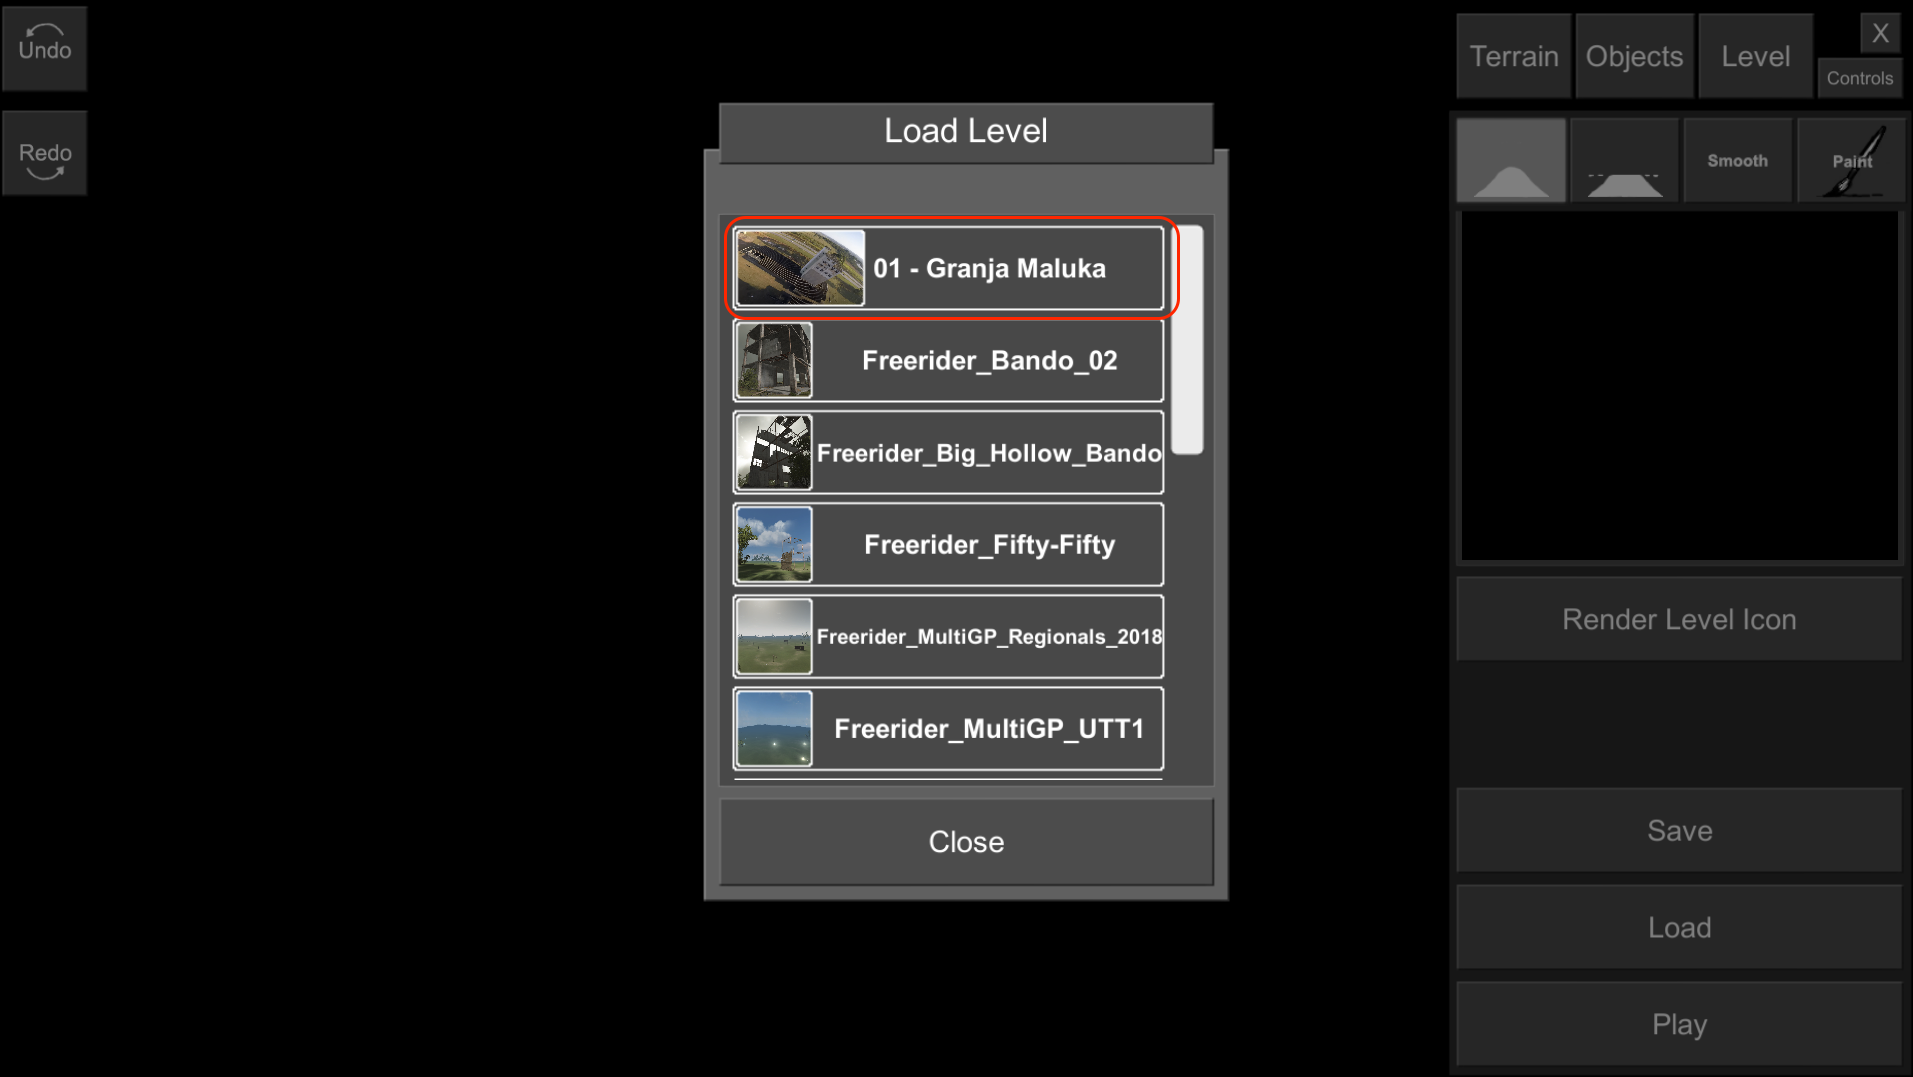 Undo
Redo
Load Level
01 - Granja Maluka
Freerider_Bando_02
Freerider_Big_Hollow_Bando
Freerider_Fifty-Fifty
Freerider_MultiGP_Regionals_2018
Freerider_MultiGP_UTT1
Close
Terrain
Objects
Level
X
Controls
Smooth
Paint
Render Level Icon
Save
Load
Play